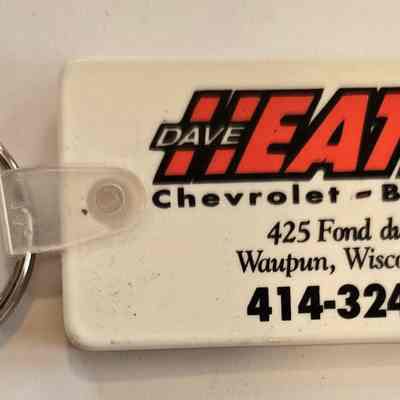 DAVE HEAT
Chevrolet - B
425 Fond du
Waupun, Wisco
414-324